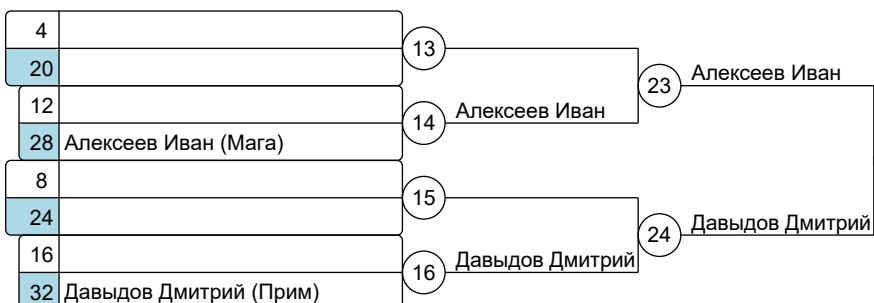 4
13
20
23 Алексеев Иван
12
14 Алексеев Иван
28 Алексеев Иван (Мага)
8
15
24
24 Давыдов Дмитрий
16
16 Давыдов Дмитрий
32 Давыдов Дмитрий (Прим)